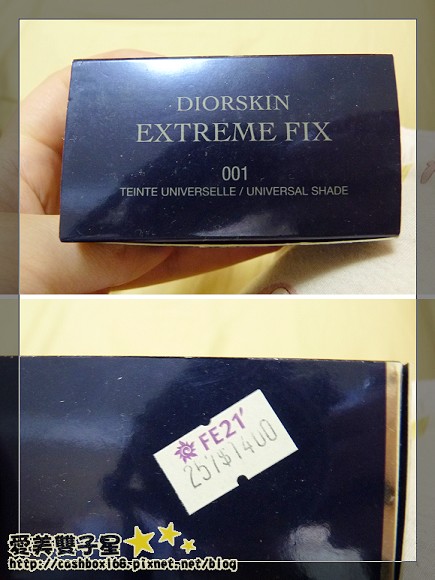 DIORSKIN
EXTREME FIX
001
TEINTE UNIVERSELLE / UNIVERSAL SHADE
FE21'
257$1400
愛美雙子星
http://cashbox168.pixnet.net/blog